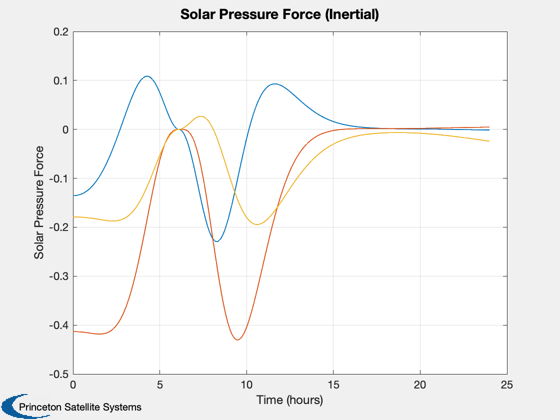 Solar Pressure Force (Inertial)
0.2
0.1
0
-0.1
-0.2
-0.3
-0.4
-0.5
Solar Pressure Force
0 5 10 15 20 25
Time (hours)
Princeton Satellite Systems